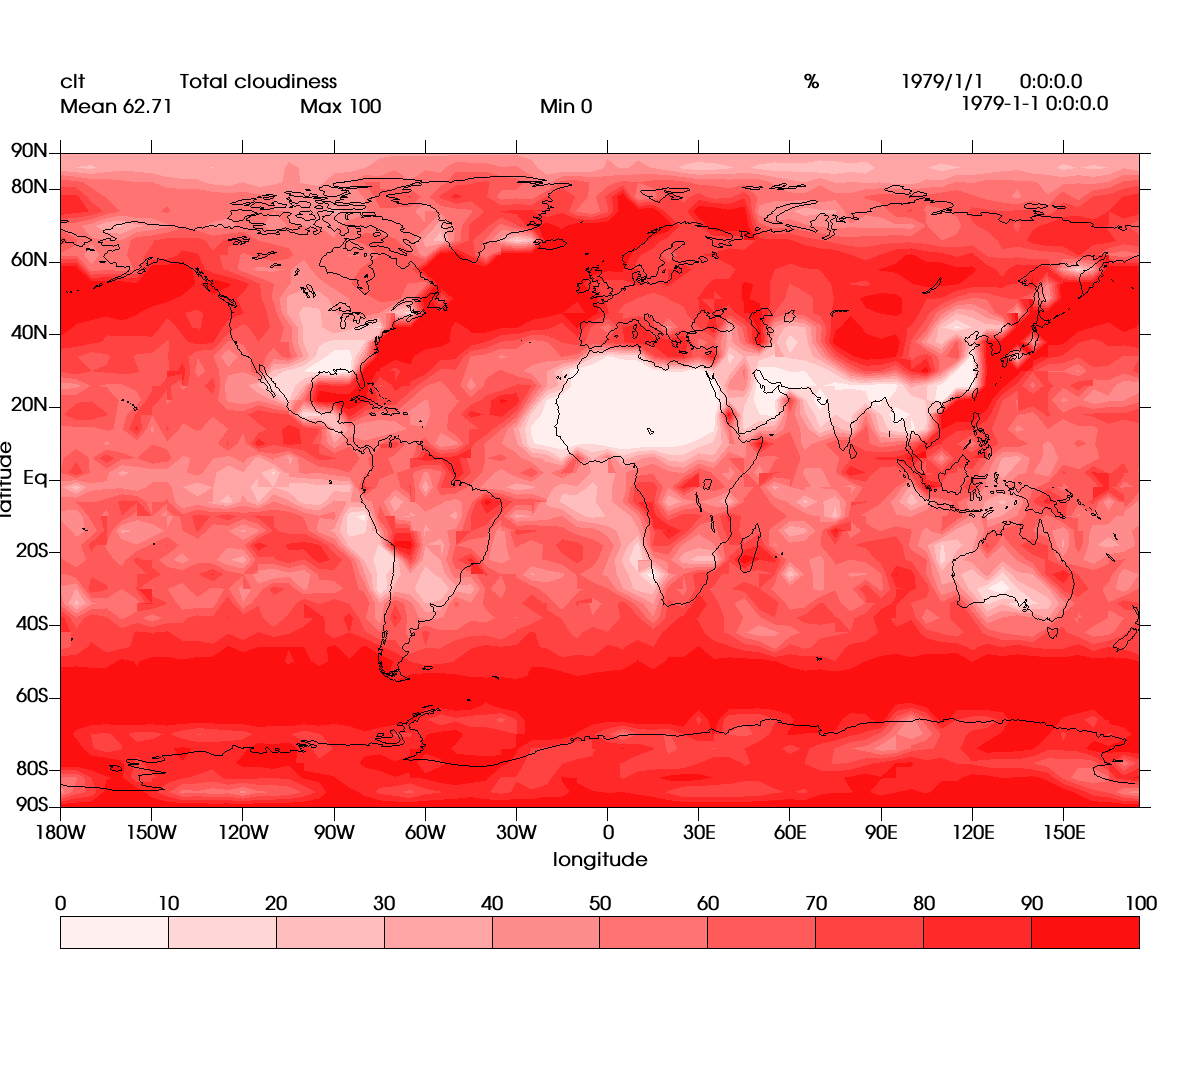 clt Total cloudiness % 1979/1/1 0:0:0.0
Mean 62.71 Max 100 Min 0 1979-1-1 0:0:0.0
90N
80N
60N
40N
20N
Eq
20S
40S
60S
80S
90S
latitude
180W 150W 120W 90W 60W 30W 0 30E 60E 90E 120E 150E
longitude
0 10 20 30 40 50 60 70 80 90 100